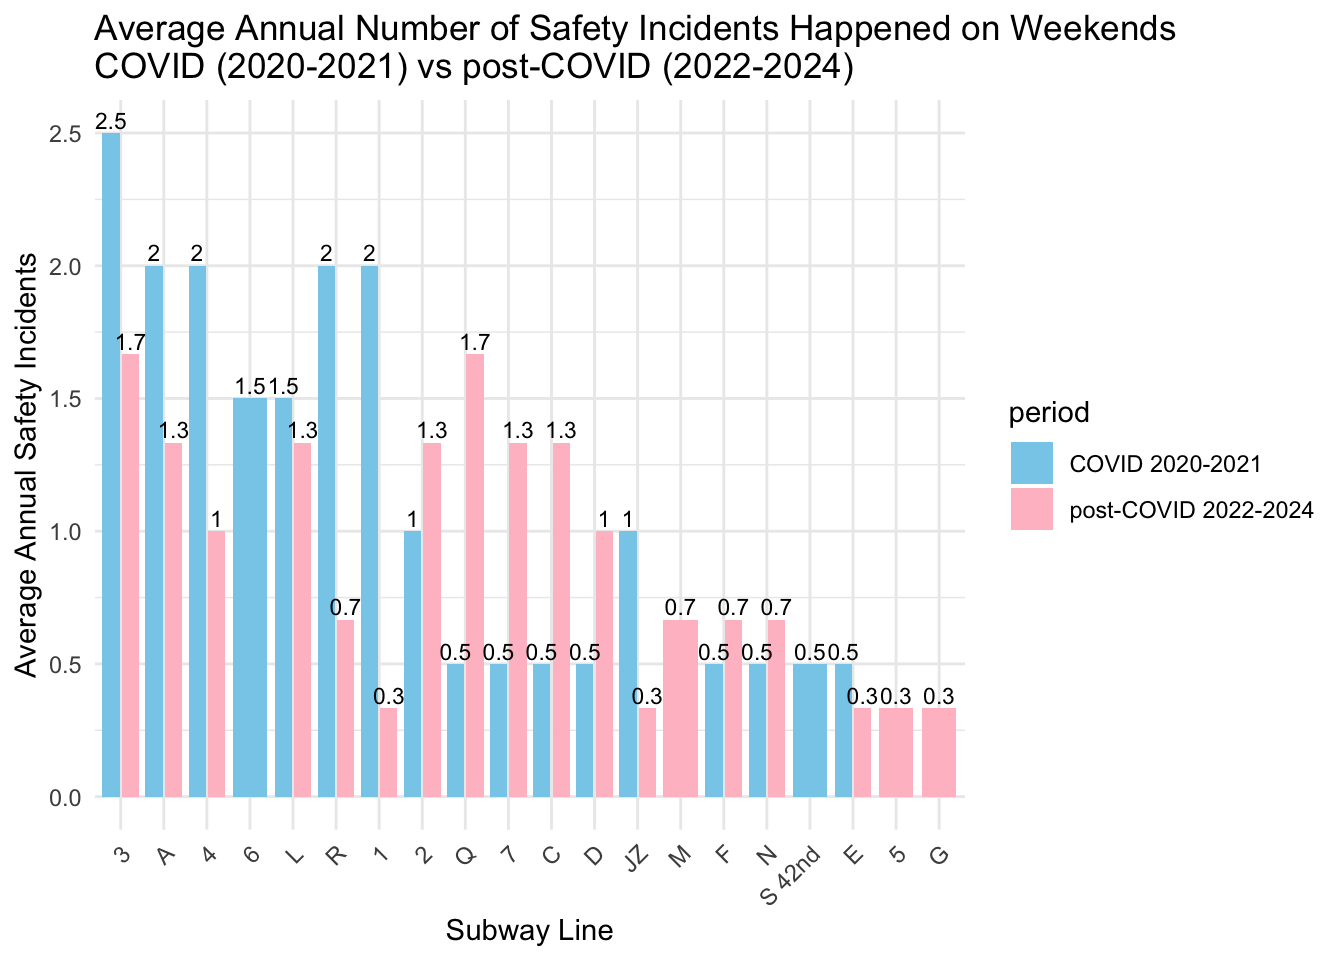 Average Annual Number of Safety Incidents Happened on Weekends
COVID (2020-2021) vs post-COVID (2022-2024)
Average Annual Safety Incidents
2.5
2.0
1.5
1.0
0.5
0.0
2.5
1.7
2
1.3
2
1
1.5
1.5
1.3
2
0.7
2
0.3
1
1.3
0.5
1.7
0.5
1.3
0.5
1.3
0.5
1
1
0.3
0.7
0.5
0.7
0.5
0.7
0.5
0.5
0.3
0.3
0.3
3
A
4
6
L
R
1
2
Q
7
C
D
JZ
M
F
N
S 42nd
E
5
G
Subway Line
period
COVID 2020-2021
post-COVID 2022-2024